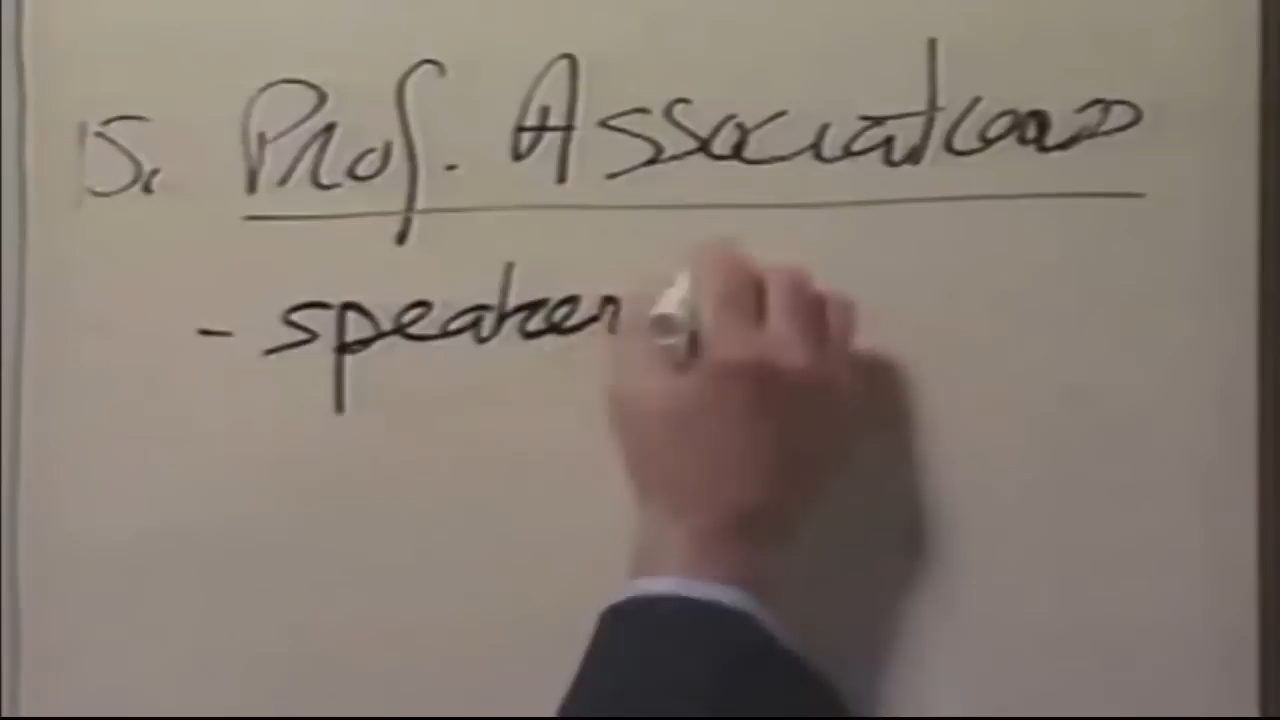 15. Prof. Associations
- speaker